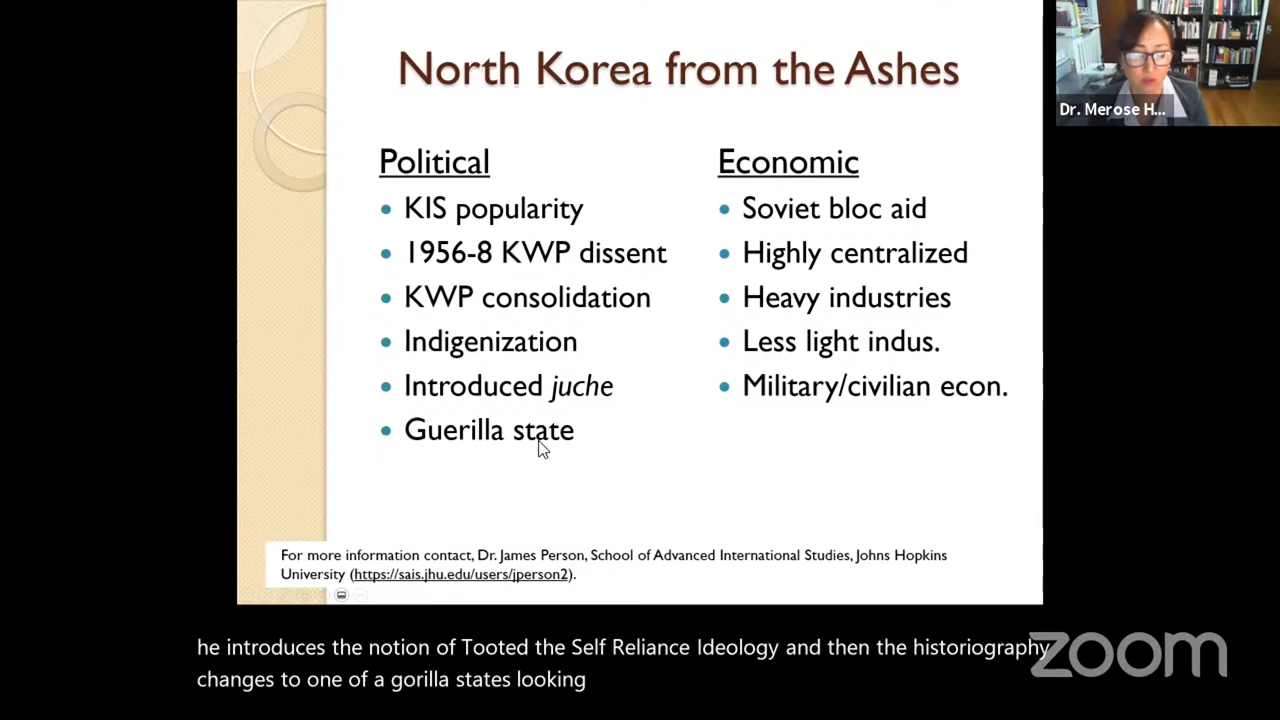 North Korea from the Ashes
Dr. Merose H...
Political
KIS popularity
1956-8 KWP dissent
KWP consolidation
Indigenization
Introduced juche
Guerilla state
Economic
Soviet bloc aid
Highly centralized
Heavy industries
Less light indus.
Military/civilian econ.
For more information contact, Dr. James Person, School of Advanced International Studies, Johns Hopkins
University (https://sais.jhu.edu/users/jperson2).
he introduces the notion of Tooted the Self Reliance Ideology and then the historiography
changes to one of a gorilla states looking
zoom